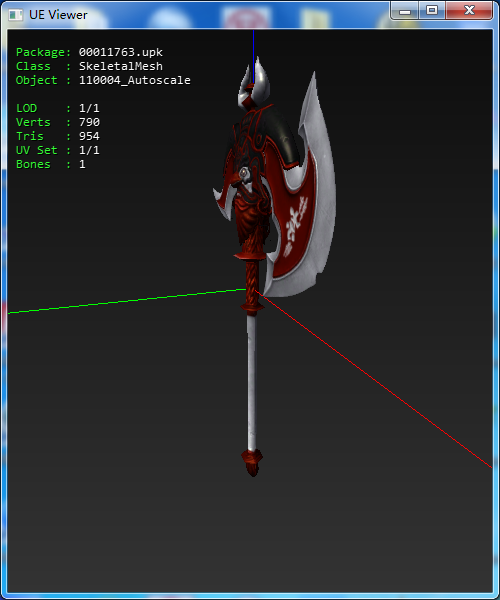 UE Viewer
Package: 00011763.upk
Class : SkeletalMesh
Object : 110004_Autoscale
LOD : 1/1
Verts : 790
Tris : 954
UV Set : 1/1
Bones : 1